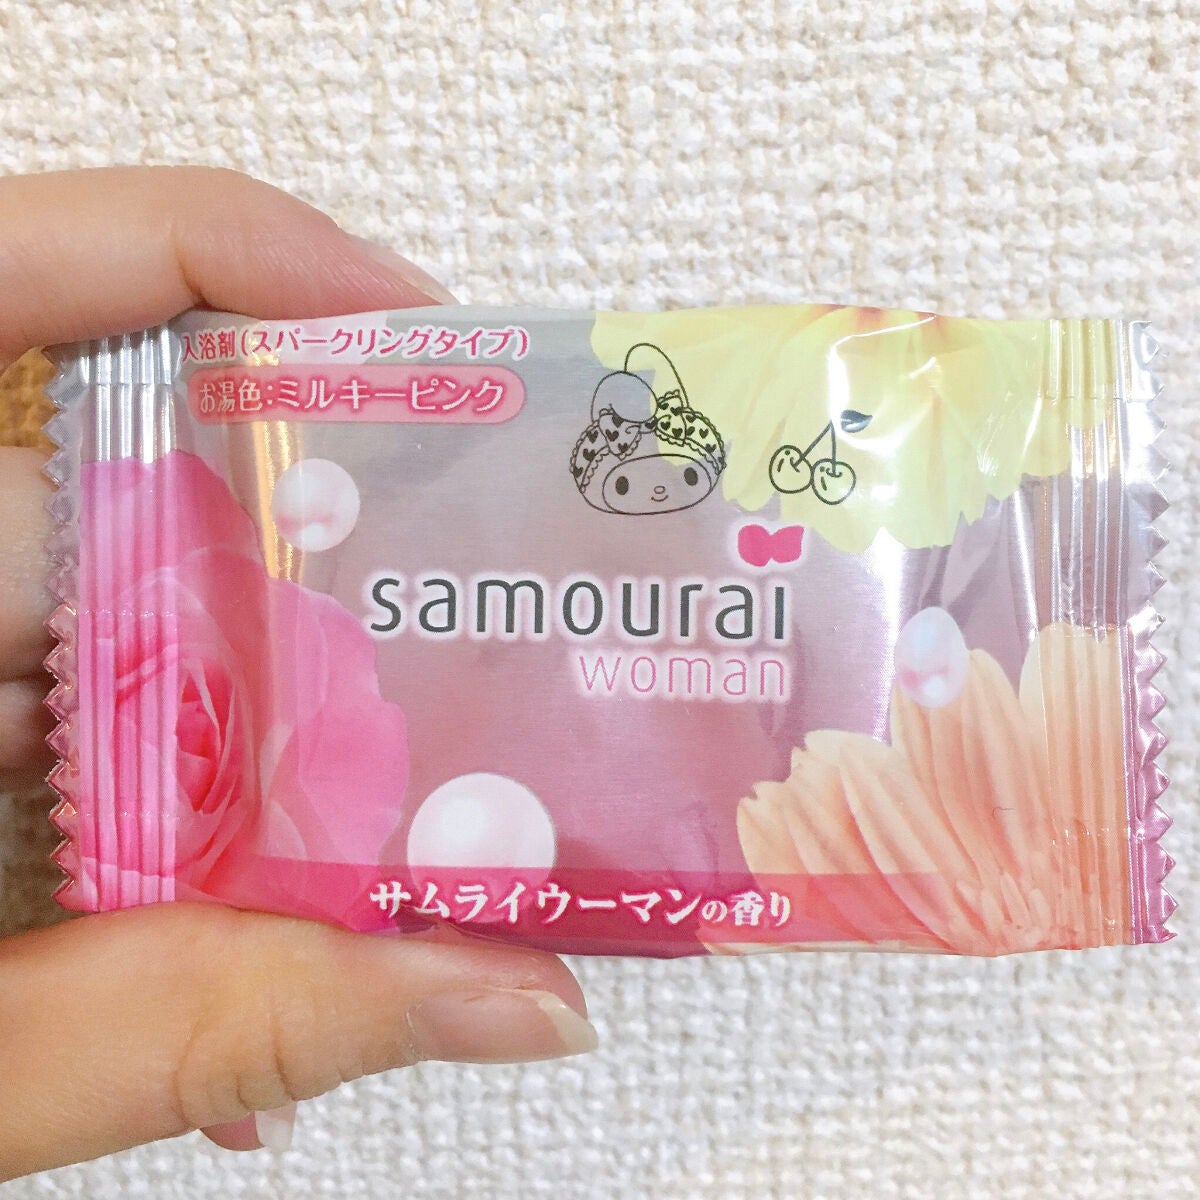 入浴剤(スパークリングタイプ)
お湯色:ミルキーピンク
samourai
woman
サムライウーマンの香り